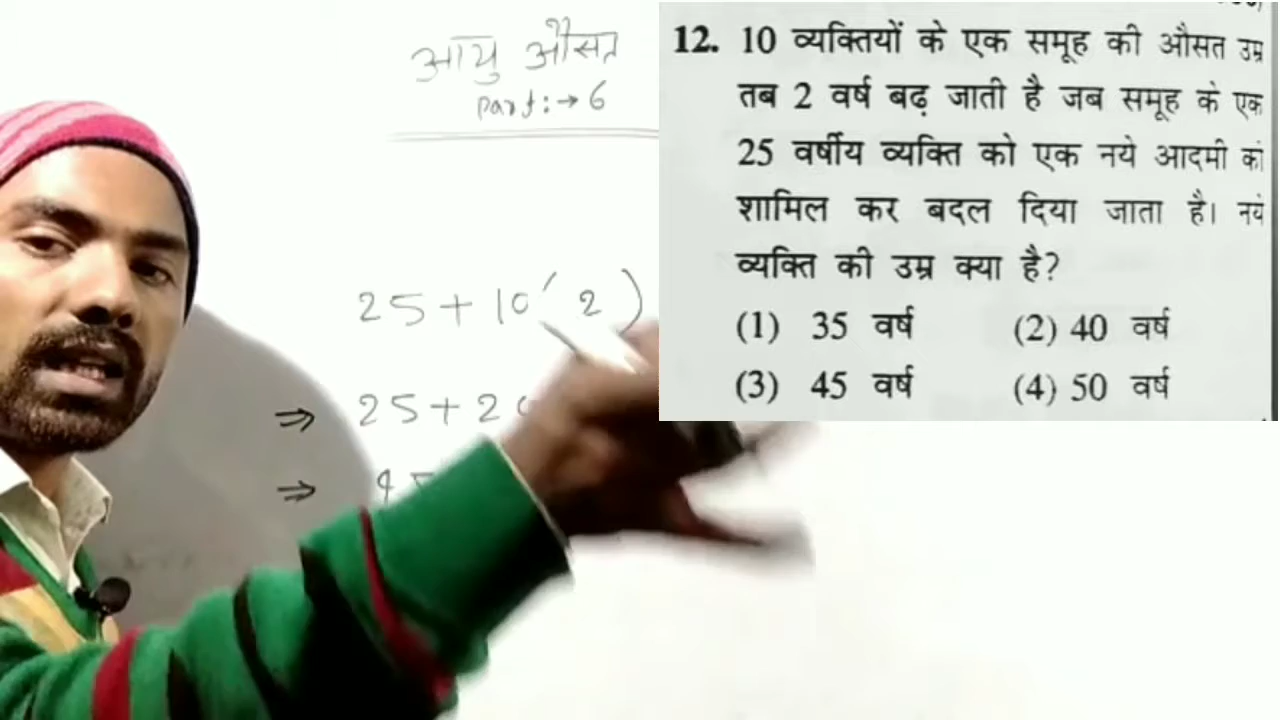 आयु औसत
Part:→6
25+10(2)
⇒ 25+2
⇒ 45
12. 10 व्यक्तियों के एक समूह की औसत उम्र
तब 2 वर्ष बढ़ जाती है जब समूह के एक
25 वर्षीय व्यक्ति को एक नये आदमी को
शामिल कर बदल दिया जाता है। नये
व्यक्ति की उम्र क्या है?
(1) 35 वर्ष (2) 40 वर्ष
(3) 45 वर्ष (4) 50 वर्ष